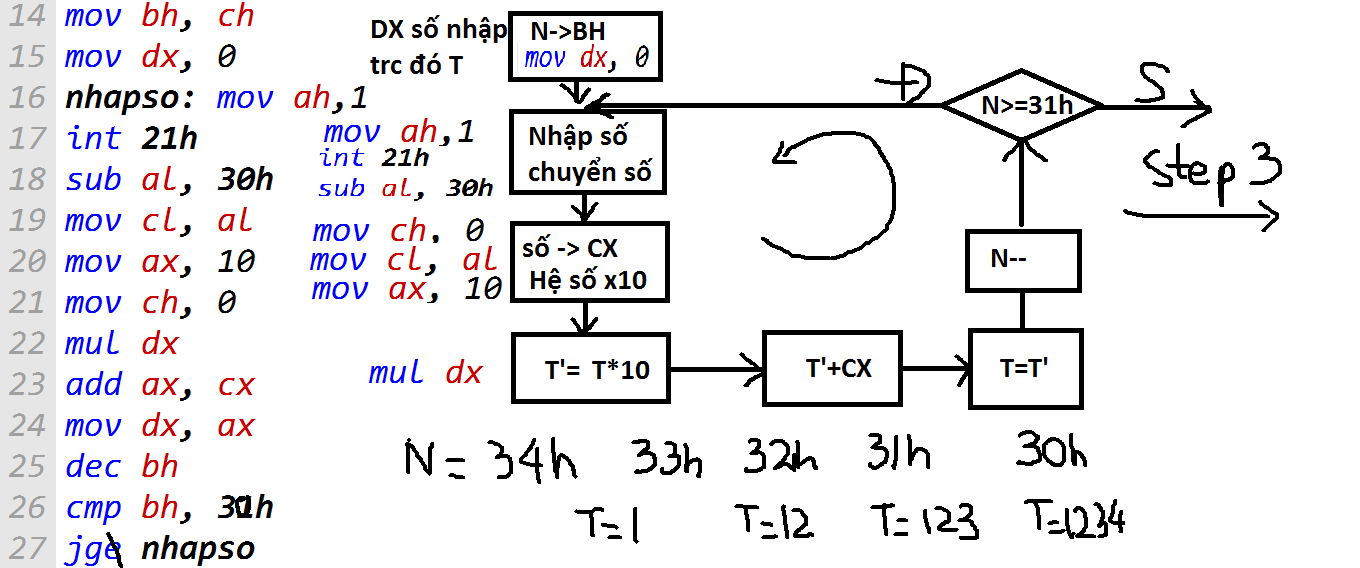 14 mov bh, ch
15 mov dx, 0
16 nhapso: mov ah,1
17 int 21h
18 sub al, 30h
19 mov cl, al
20 mov ax, 10
21 mov ch, 0
22 mul dx
23 add ax, cx
24 mov dx, ax
25 dec bh
26 cmp bh, 31h
27 jge nhapso
DX số nhập
trc đó T
N->BH
mov dx, 0
mov ah,1
int 21h
sub al, 30h
Nhập số
chuyển số
mov ch, 0
mov cl, al
mov ax, 10
số -> CX
Hệ số x10
mul dx
T'= T*10
T'+CX
T=T'
N--
N>=31h
Đ
S
Step 3
N = 34h 33h 32h 31h 30h
T=1 T=12 T=123 T=1234